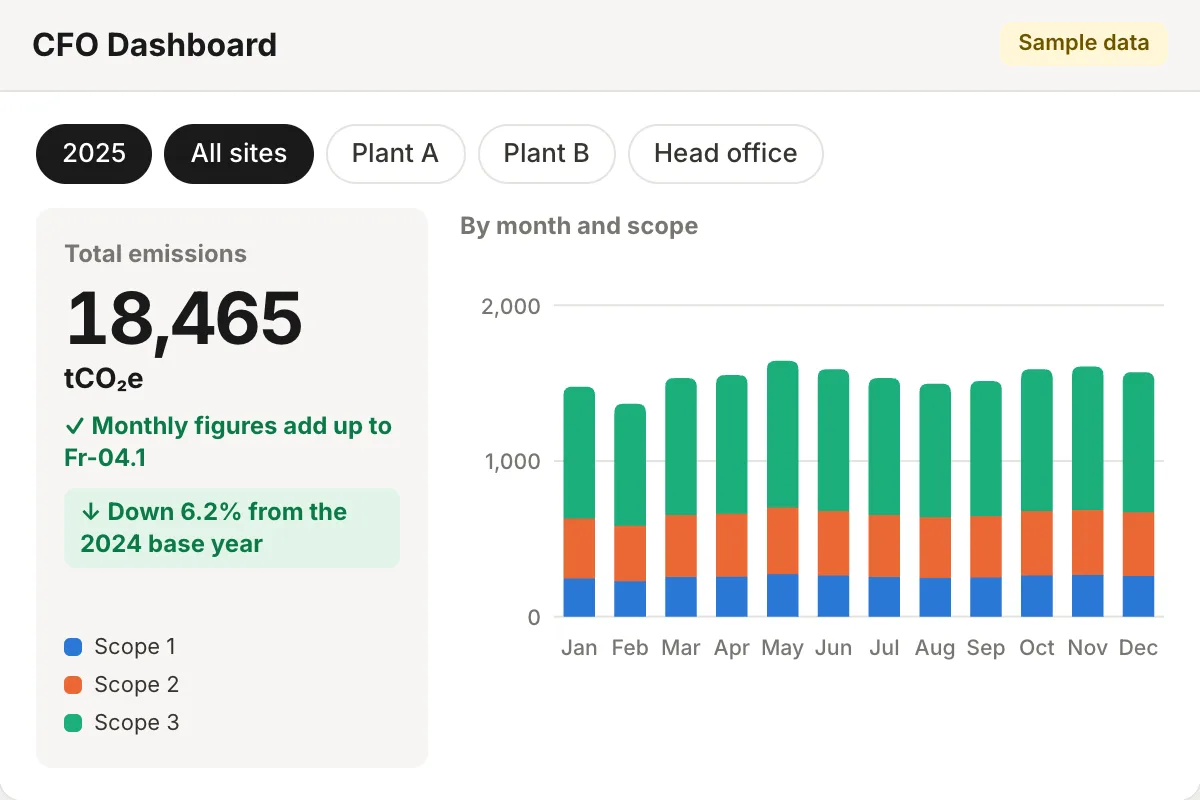 CFO Dashboard
Sample data
2025
All sites
Plant A
Plant B
Head office
Total emissions
18,465
tCO₂e
✓ Monthly figures add up to
Fr-04.1
↓ Down 6.2% from the
2024 base year
Scope 1
Scope 2
Scope 3
By month and scope
2,000
1,000
0
Jan Feb Mar Apr May Jun Jul Aug Sep Oct Nov Dec